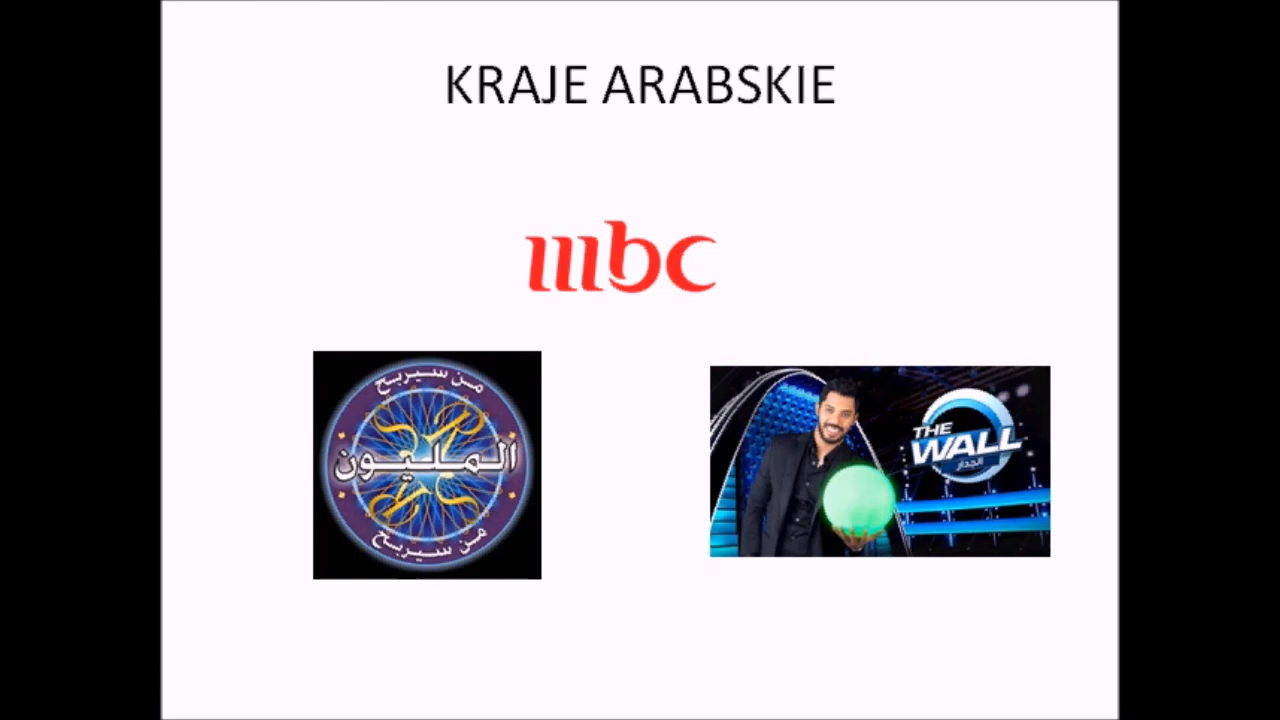 KRAJE ARABSKIE
mbc
من سيربح
المليون
من سيربح
THE
WALL
الجدار